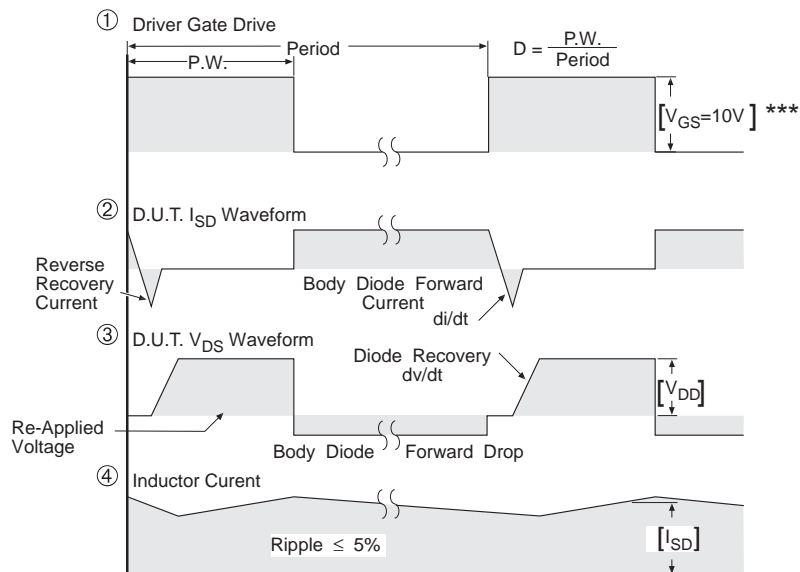 ① Driver Gate Drive
Period
P.W.
D = P.W. / Period
[VGS=10V] ***
② D.U.T. ISD Waveform
Reverse
Recovery
Current
Body Diode Forward
Current
di/dt
③ D.U.T. VDS Waveform
Diode Recovery
dv/dt
[VDD]
Re-Applied
Voltage
Body Diode Forward Drop
④ Inductor Curent
Ripple ≤ 5%
[ISD]